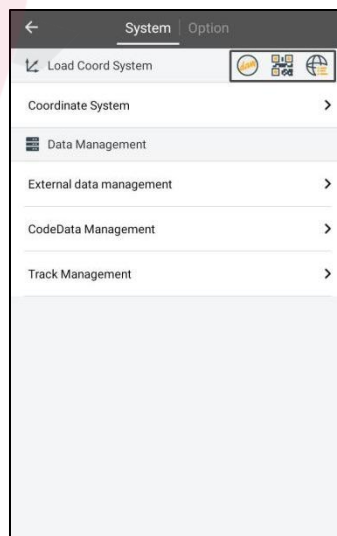 System | Option
Load Coord System
Coordinate System
Data Management
External data management
CodeData Management
Track Management